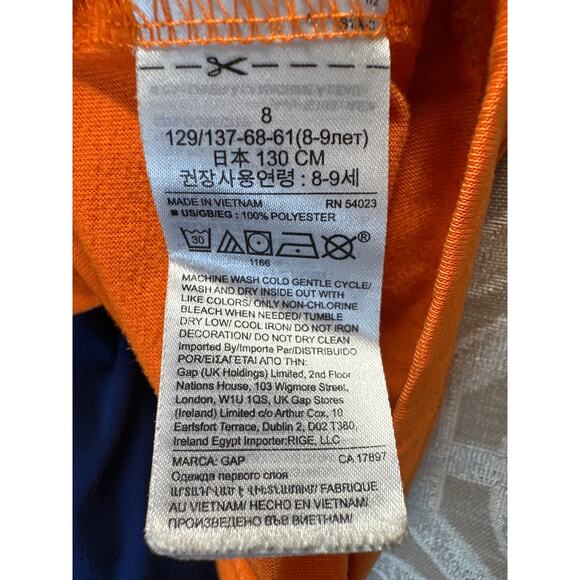 8
129/137-68-61(8-9лет)
日本 130 CM
권장사용연령 : 8-9세
MADE IN VIETNAM RN 54023
■ US/GB/EG : 100% POLYESTER
30
®
1166
MACHINE WASH COLD GENTLE CYCLE/
WASH AND DRY INSIDE OUT WITH
LIKE COLORS/ ONLY NON-CHLORINE
BLEACH WHEN NEEDED/ TUMBLE
DRY LOW/ COOL IRON/ DO NOT IRON
DECORATION/ DO NOT DRY CLEAN
Imported By/Importe Par/DISTRIBUIDO
POR/ΕΙΣΑΓΕΤΑΙ ΑΠΟ ΤΗΝ:
Gap (UK Holdings) Limited, 2nd Floor
Nations House, 103 Wigmore Street,
London, W1U 1QS, UK Gap Stores
(Ireland) Limited c/o Arthur Cox, 10
Earlsfort Terrace, Dublin 2, D02 T380,
Ireland Egypt Importer:RIGE, LLC
MARCA: GAP CA 17897
Одежда первого слоя
ԱՐՏԱԴՐՎԱԾ Է ՎԻԵՏՆԱՄՈՒՄ/ FABRIQUÉ
AU VIETNAM/ HECHO EN VIETNAM/
ПРОИЗВЕДЕНО ВЪВ ВИЕТНАМ/